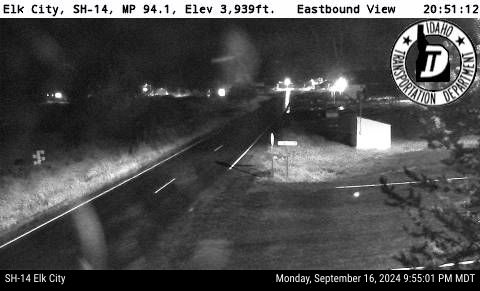 Elk City, SH-14, MP 94.1, Elev 3,939ft. Eastbound View 20:51:12
IDAHO
TRANSPORTATION DEPARTMENT
SH-14 Elk City Monday, September 16, 2024 9:55:01 PM MDT